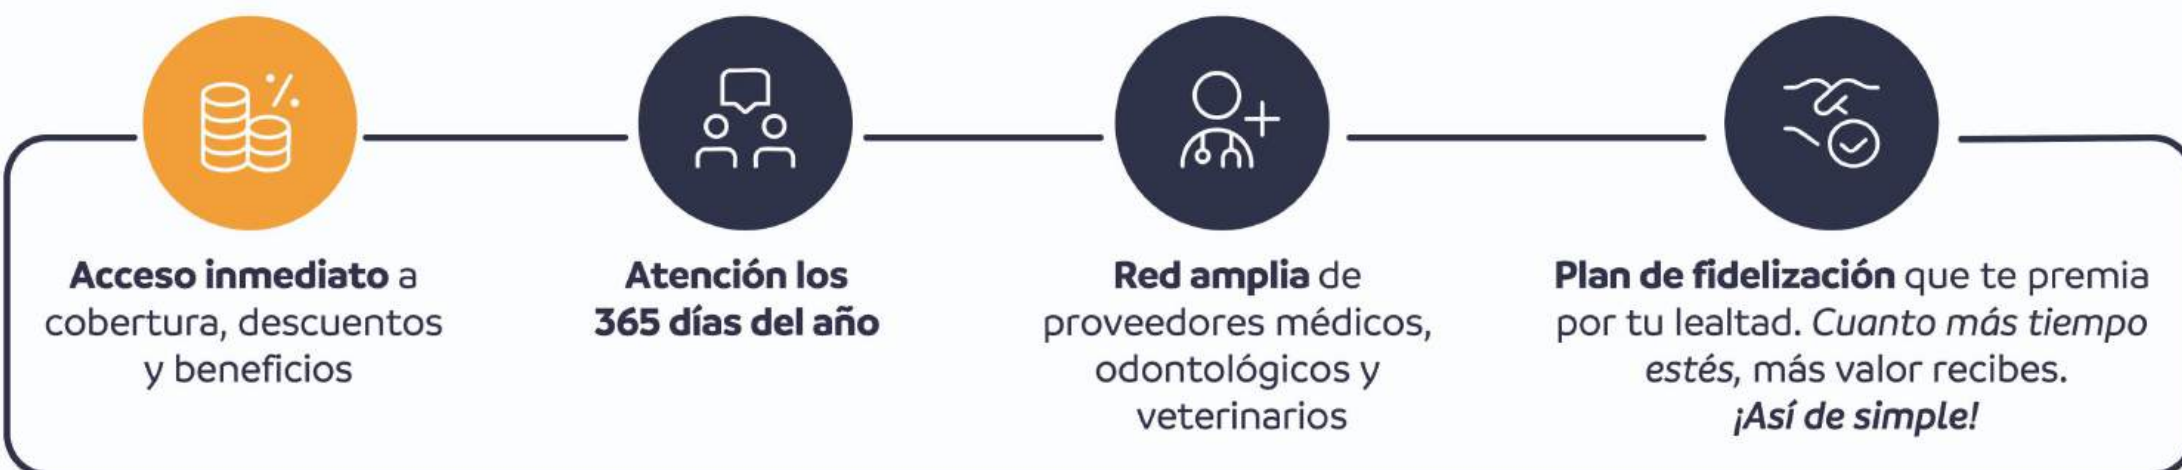 Acceso inmediato a
cobertura, descuentos
y beneficios
Atención los
365 días del año
Red amplia de
proveedores médicos,
odontológicos y
veterinarios
Plan de fidelización que te premia
por tu lealtad. Cuanto más tiempo
estés, más valor recibes.
¡Así de simple!